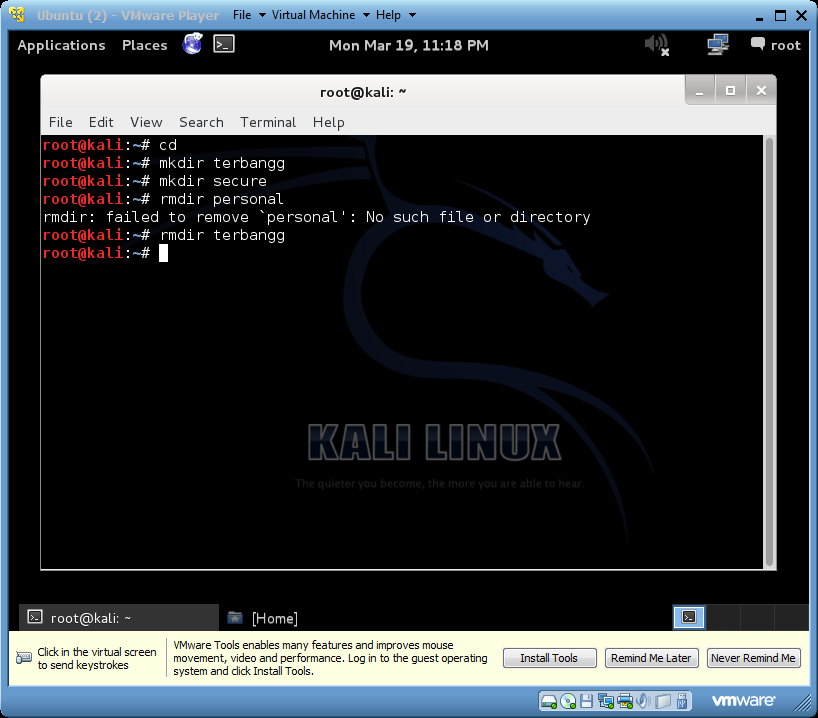 Ubuntu (2) - VMware Player File Virtual Machine Help
Applications Places Mon Mar 19, 11:18 PM root
root@kali: ~
File Edit View Search Terminal Help
root@kali:~# cd
root@kali:~# mkdir terbangg
root@kali:~# mkdir secure
root@kali:~# rmdir personal
rmdir: failed to remove `personal': No such file or directory
root@kali:~# rmdir terbangg
root@kali:~#
KALI LINUX
The quieter you become, the more you are able to hear.
root@kali: ~ [Home]
Click in the virtual screen
to send keystrokes
VMware Tools enables many features and improves mouse
movement, video and performance. Log in to the guest operating
system and click Install Tools.
Install Tools Remind Me Later Never Remind Me
vmware